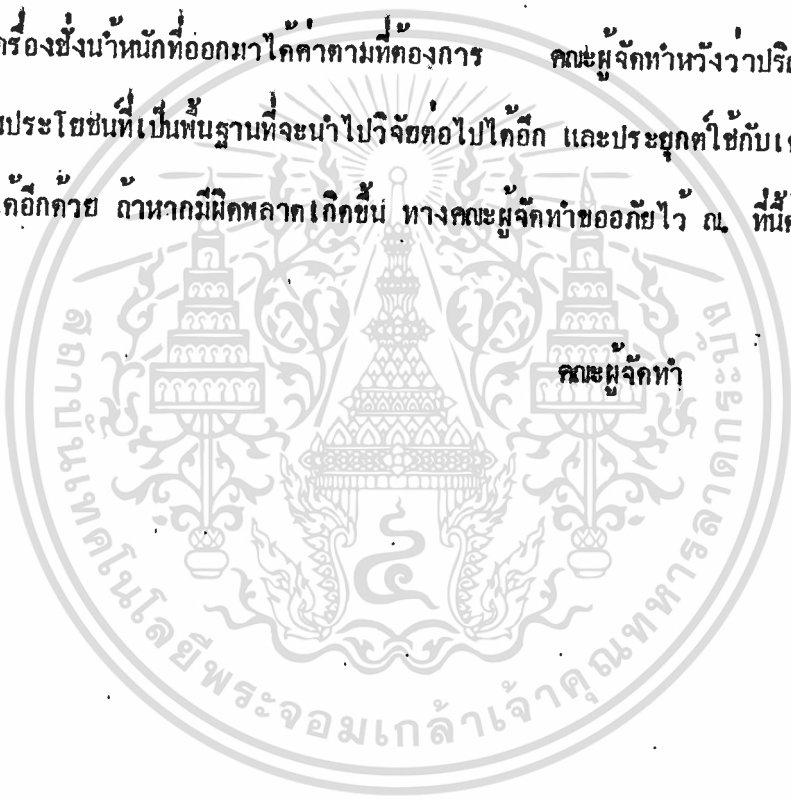 ครื่องชั่งน้ำหนักที่ออกมาได้ค่าตามที่ต้องการ คณะผู้จัดทำหวังว่าปริ
ประโยชน์ที่เป็นพื้นฐานที่จะนำไปวิจัยต่อไปได้อีก และประยุกต์ใช้กับเ
ด้อีกด้วย ถ้าหากมีผิดพลาดเกิดขึ้น ทางคณะผู้จัดทำขออภัยไว้ ณ ที่นี้
คณะผู้จัดทำ
สถาบันเทคโนโลยีพระจอมเกล้าเจ้าคุณทหารลาดกระบัง